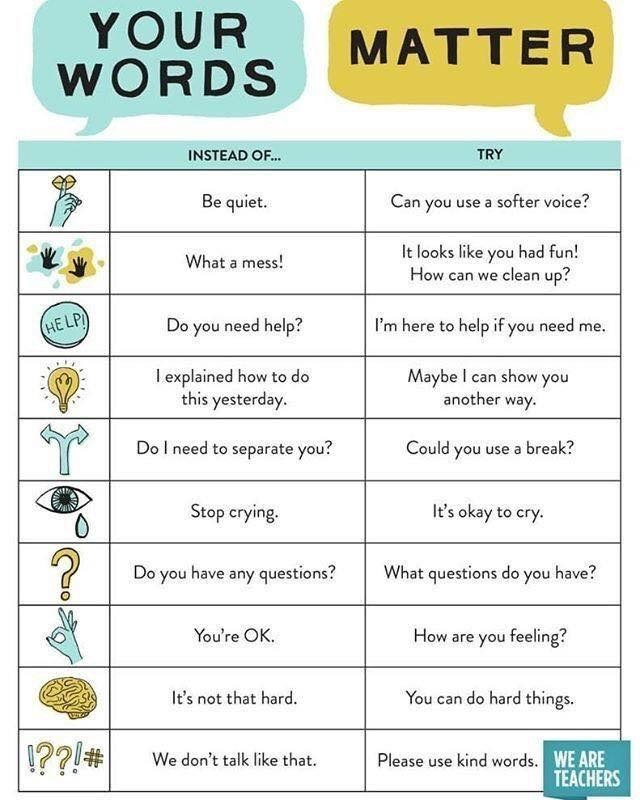 YOUR
WORDS
MATTER
INSTEAD OF...
TRY
Be quiet.
Can you use a softer voice?
What a mess!
It looks like you had fun!
How can we clean up?
HELP!
Do you need help?
I'm here to help if you need me.
I explained how to do
this yesterday.
Maybe I can show you
another way.
Do I need to separate you?
Could you use a break?
Stop crying.
It's okay to cry.
?
Do you have any questions?
What questions do you have?
You're OK.
How are you feeling?
It's not that hard.
You can do hard things.
!??!#
We don't talk like that.
Please use kind words.
WE ARE
TEACHERS